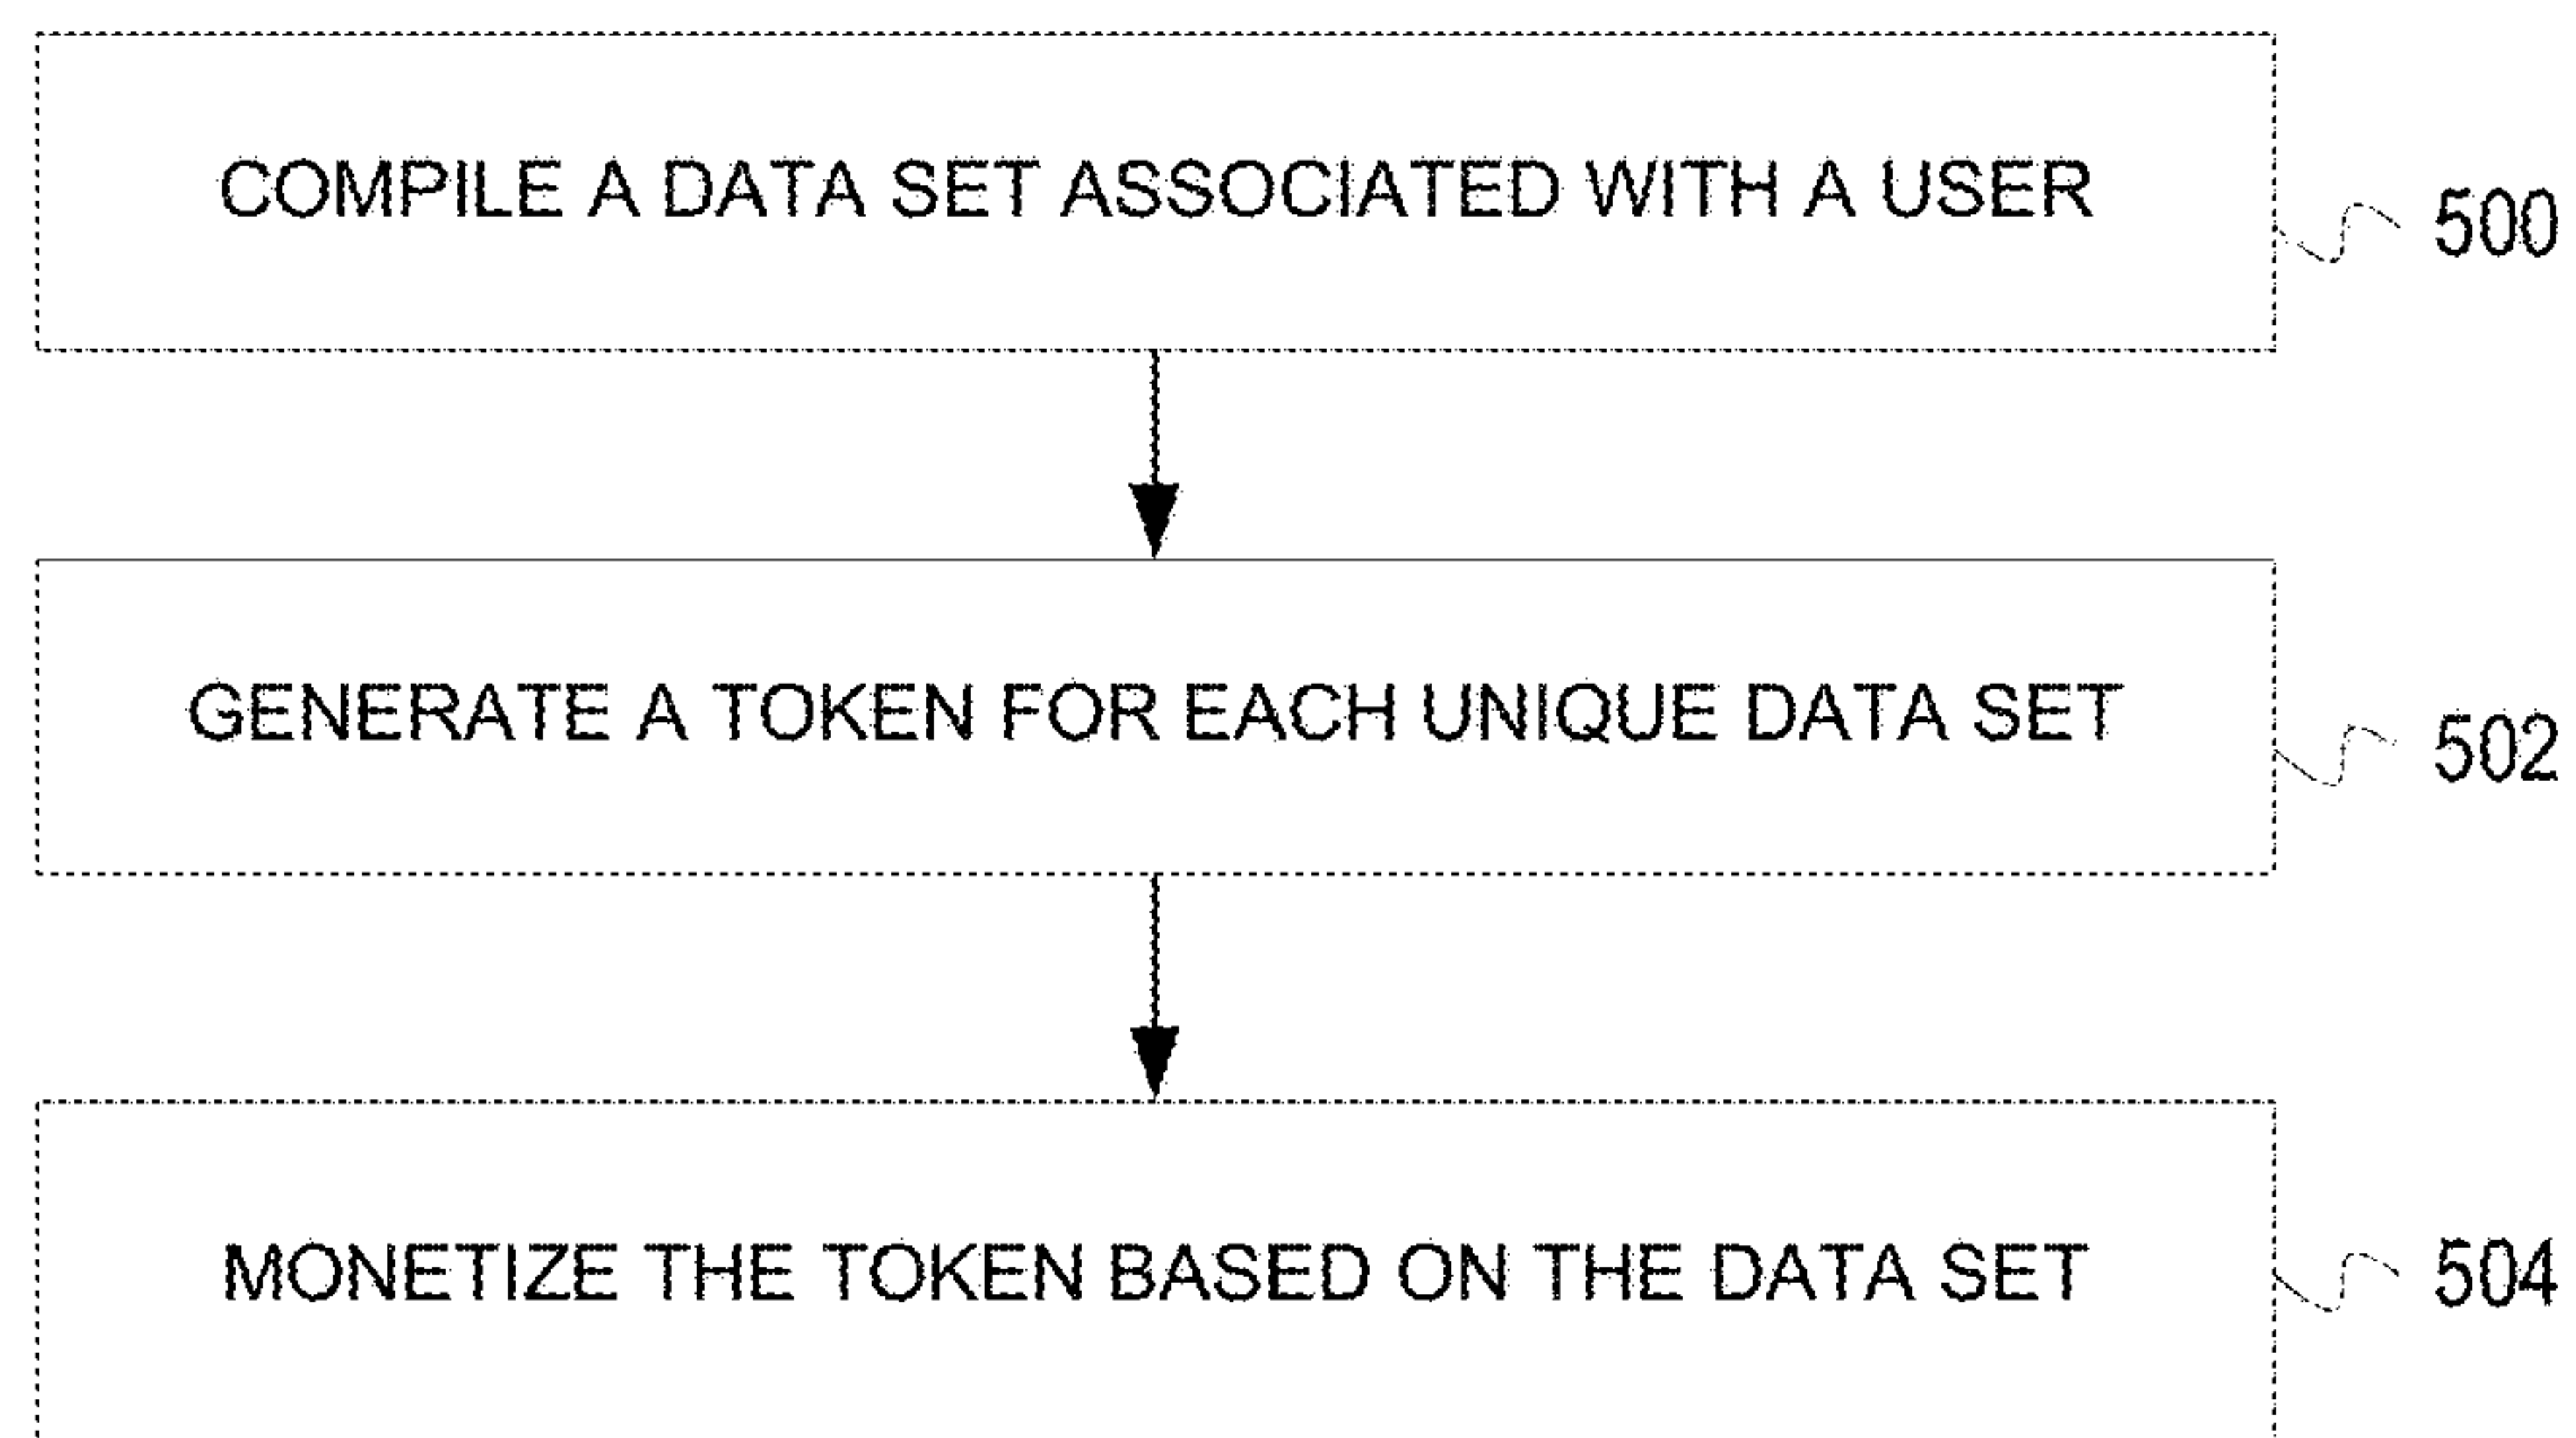 COMPILE A DATA SET ASSOCIATED WITH A USER
500
GENERATE A TOKEN FOR EACH UNIQUE DATA SET
502
MONETIZE THE TOKEN BASED ON THE DATA SET
504